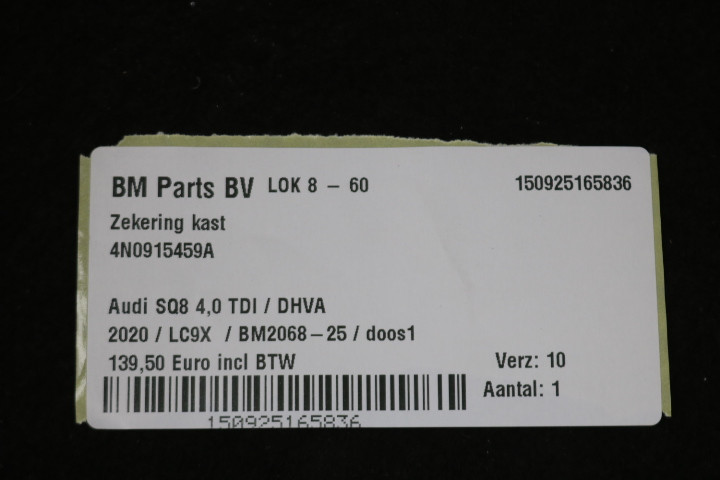 BM Parts BV LOK 8 – 60 150925165836
Zekering kast
4N0915459A
Audi SQ8 4,0 TDI / DHVA
2020 / LC9X / BM2068–25 / doos1
139,50 Euro incl BTW Verz: 10
Aantal: 1
150925165836